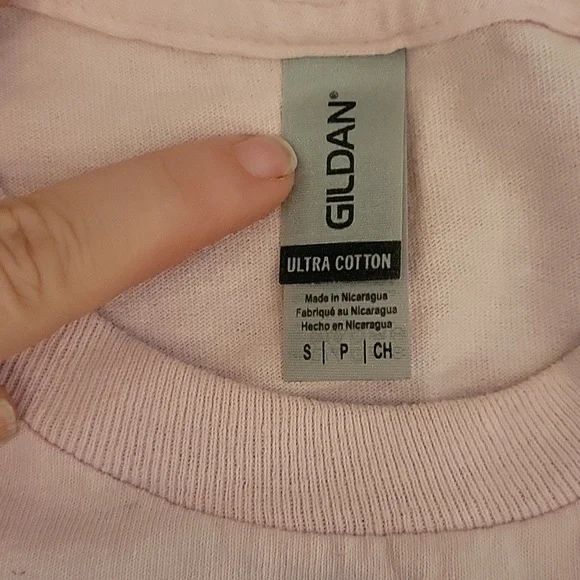 GILDAN®
ULTRA COTTON
Made in Nicaragua
Fabriqué au Nicaragua
Hecho en Nicaragua
S | P | CH